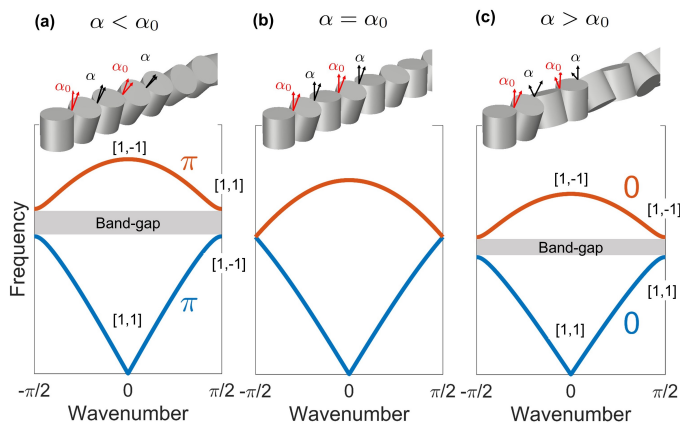 (a) α < α₀
(b) α = α₀
(c) α > α₀
α₀ α α₀ α
α₀ α α₀ α
α₀ α α₀ α
Frequency
[1,-1]
π
[1,1]
Band-gap
[1,-1]
π
[1,1]
-π/2 0 π/2
Wavenumber
-π/2 0 π/2
Wavenumber
[1,-1]
0
[1,-1]
Band-gap
[1,1]
[1,1]
0
-π/2 0 π/2
Wavenumber